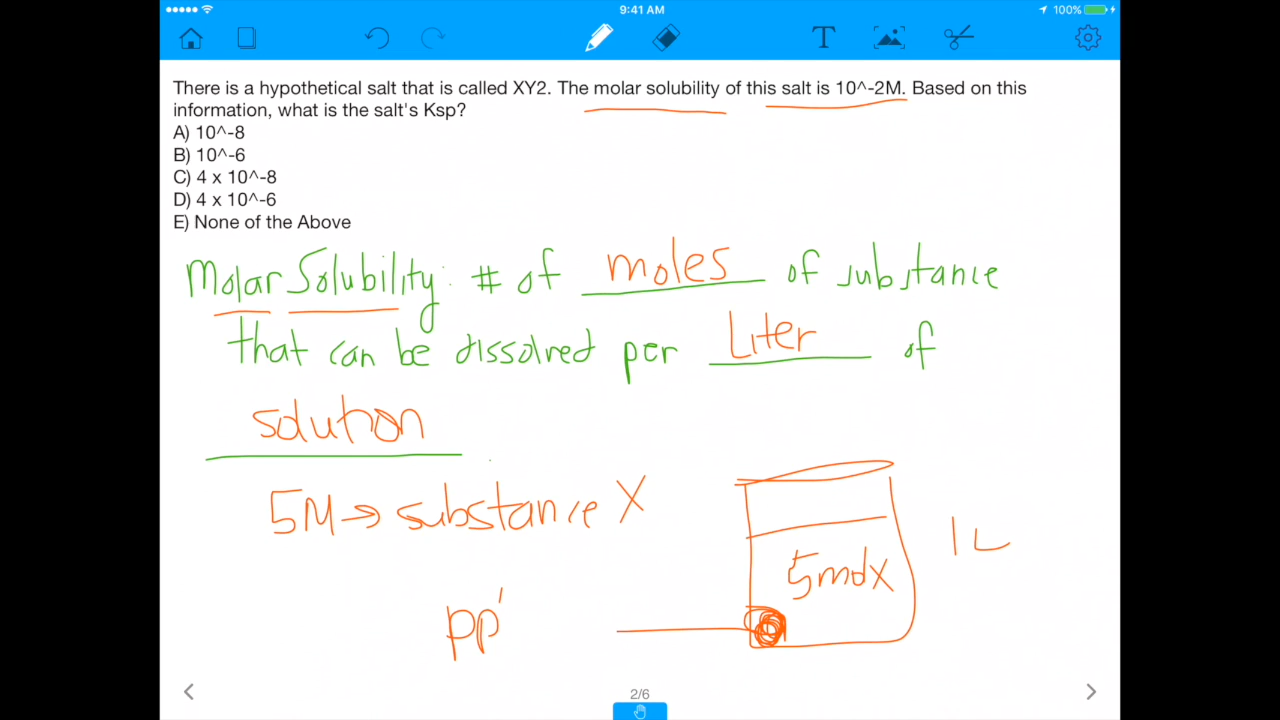 9:41 AM
100%
T
There is a hypothetical salt that is called XY2. The molar solubility of this salt is 10^-2M. Based on this
information, what is the salt's Ksp?
A) 10^-8
B) 10^-6
C) 4 x 10^-8
D) 4 x 10^-6
E) None of the Above
Molar Solubility: # of moles of substance
that can be dissolved per Liter of
solution
5M → substance X
5mol X
1L
pp'
2/6